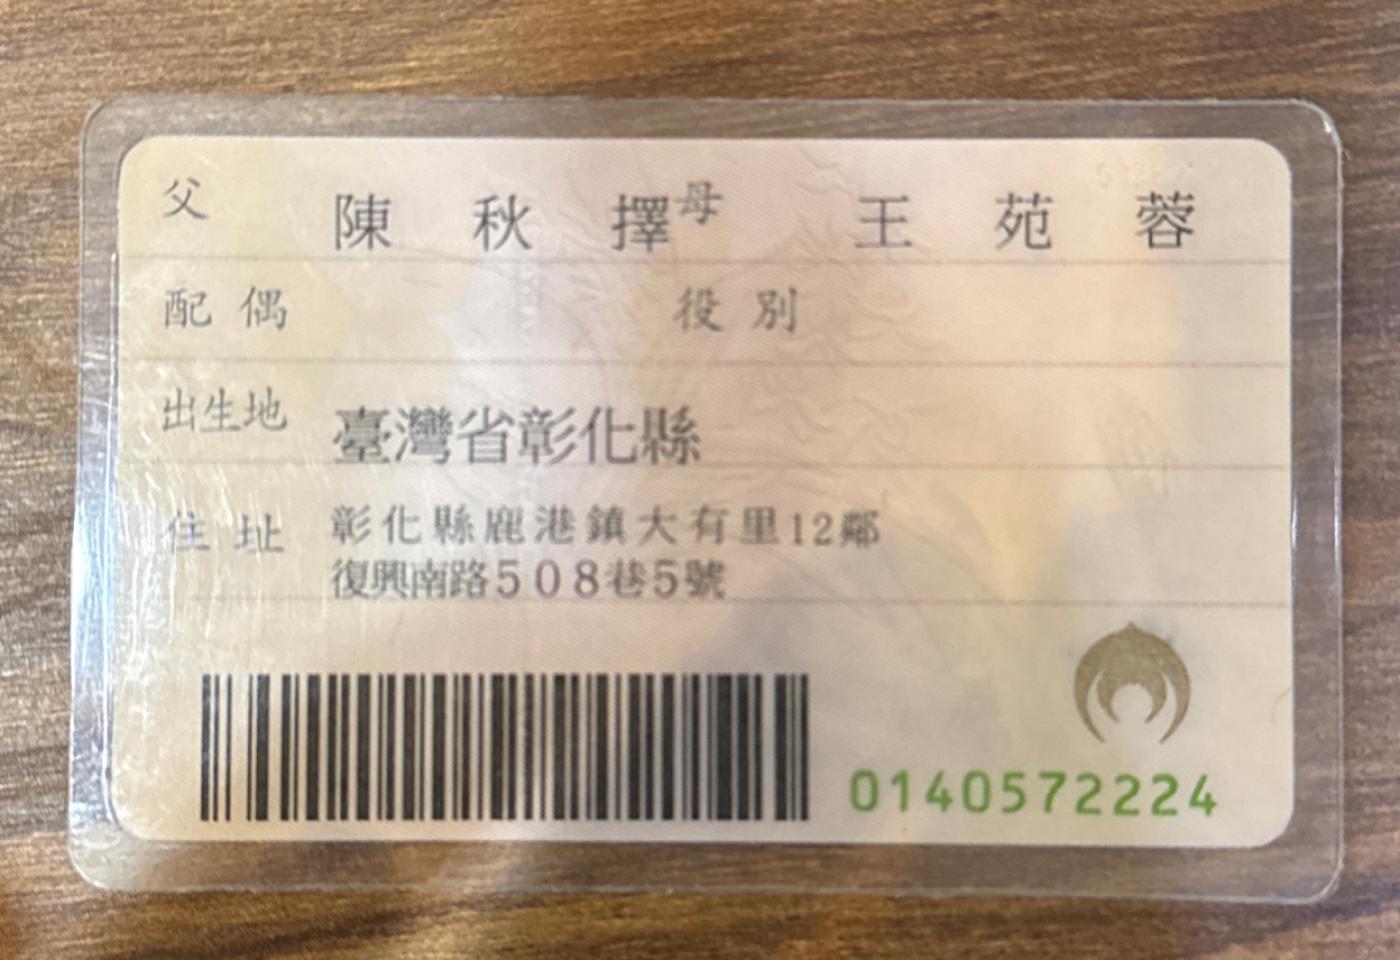 父 陳秋擇 母 王苑蓉
配偶 役別
出生地 臺灣省彰化縣
住址 彰化縣鹿港鎮大有里12鄰
復興南路508巷5號
0140572224